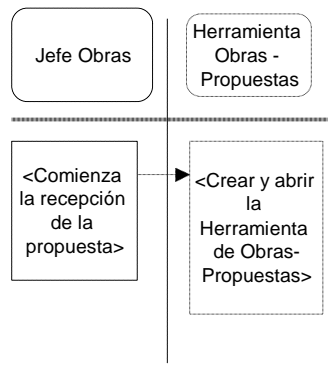 Jefe Obras
Herramienta
Obras -
Propuestas
<Comienza
la recepción
de la
propuesta>
<Crear y abrir
la
Herramienta
de Obras-
Propuestas>